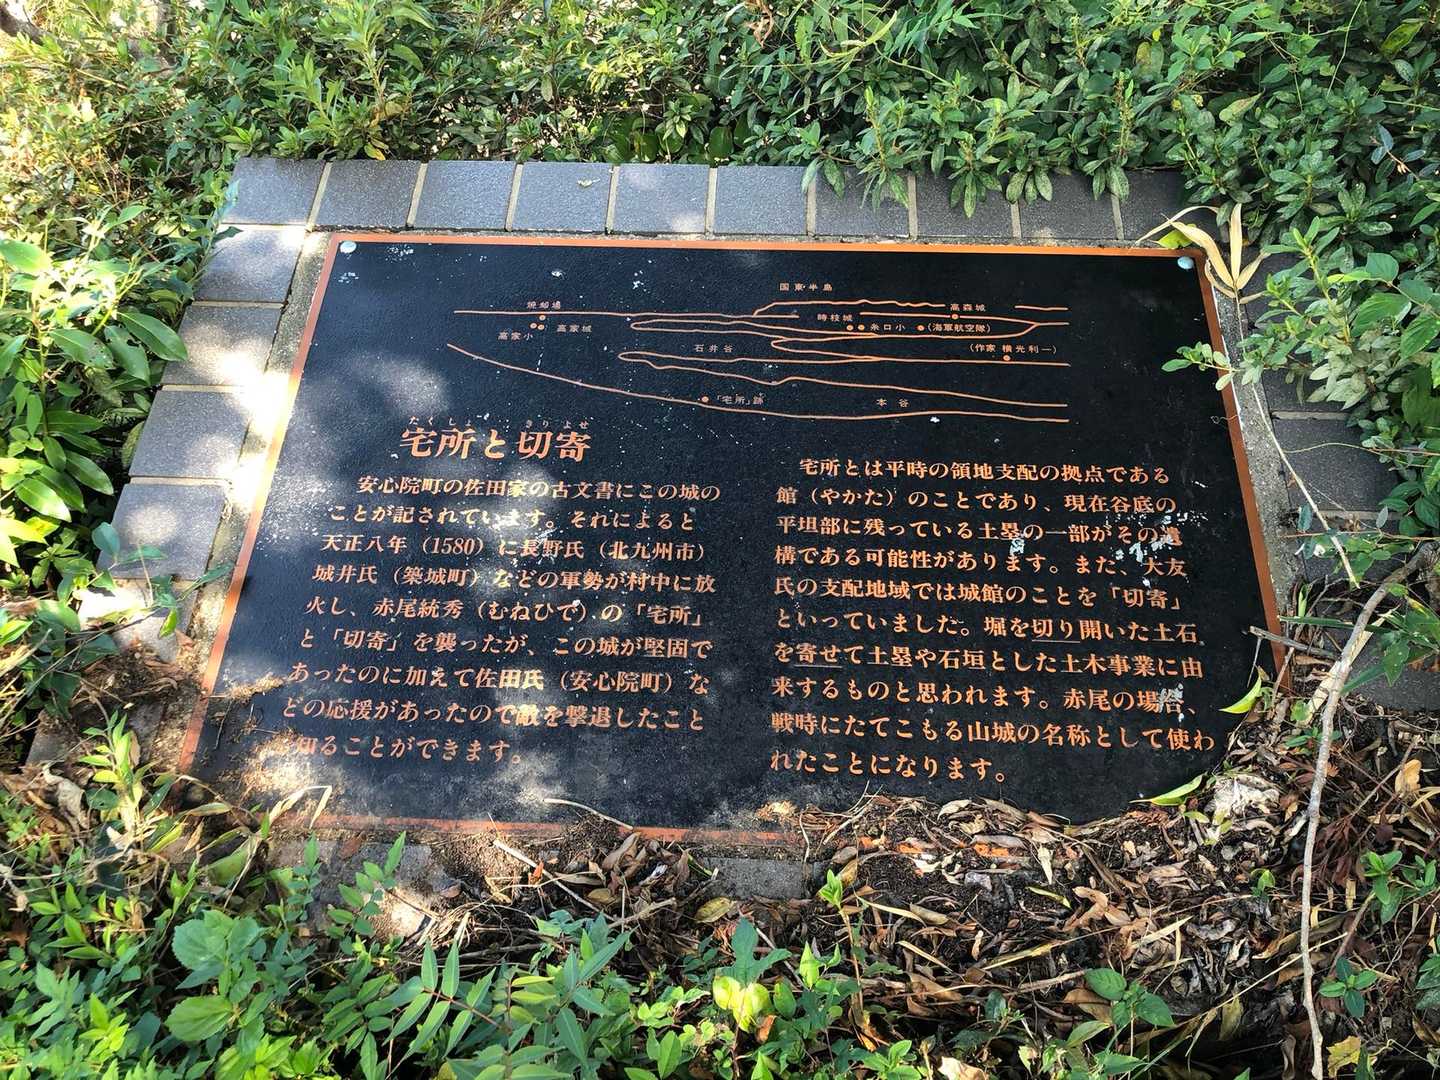 国東半島
焼却場
高森城
時枝城
糸口小
(海軍航空隊)
高家小
高家城
石井谷
(作家 横光利一)
「宅所」跡
本谷
たくしょ きりよせ
宅所と切寄
安心院町の佐田家の古文書にこの城の
ことが記されています。それによると
天正八年（1580）に長野氏（北九州市）
城井氏（築城町）などの軍勢が村中に放
火し、赤尾統秀（むねひで）の「宅所」
と「切寄」を襲ったが、この城が堅固で
あったのに加えて佐田氏（安心院町）な
どの応援があったので敵を撃退したこと
知ることができます。
宅所とは平時の領地支配の拠点である
館（やかた）のことであり、現在谷底の
平坦部に残っている土塁の一部がその遺
構である可能性があります。また、大友
氏の支配地域では城館のことを「切寄」
といっていました。堀を切り開いた土石
を寄せて土塁や石垣とした土木事業に由
来するものと思われます。赤尾の場合、
戦時にたてこもる山城の名称として使わ
れたことになります。